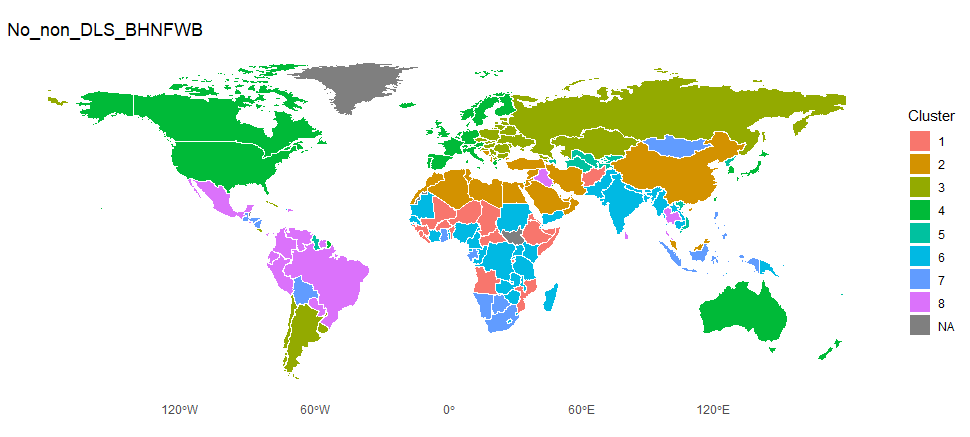 No_non_DLS_BHNFWB
Cluster
1
2
3
4
5
6
7
8
NA
120°W
60°W
0°
60°E
120°E